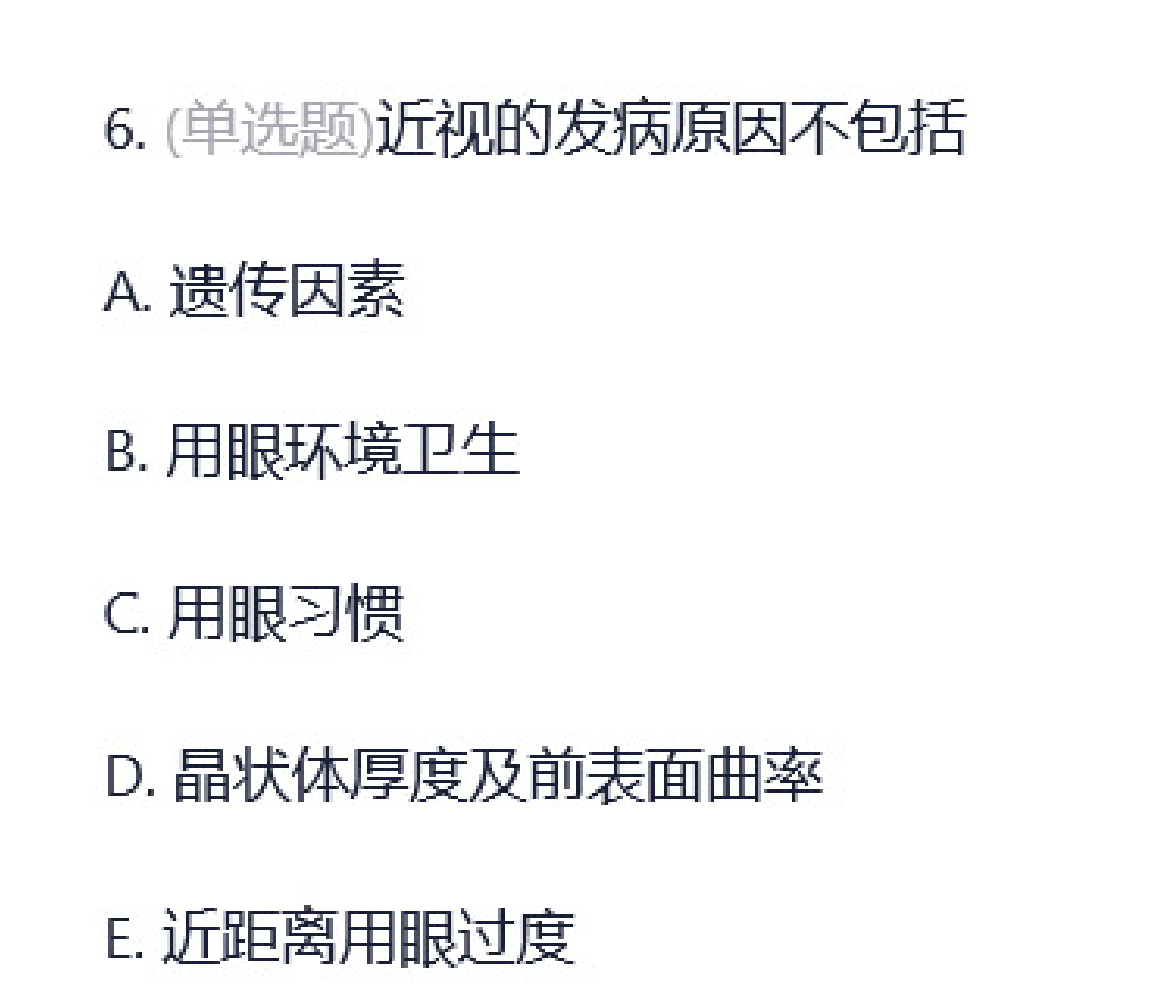 6. (单选题)近视的发病原因不包括
A. 遗传因素
B. 用眼环境卫生
C. 用眼习惯
D. 晶状体厚度及前表面曲率
E. 近距离用眼过度